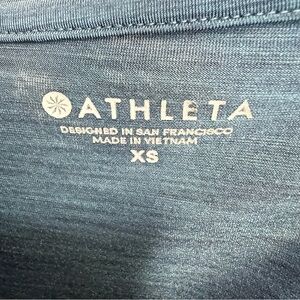 ATHLETA
DESIGNED IN SAN FRANCISCO
MADE IN VIETNAM
XS